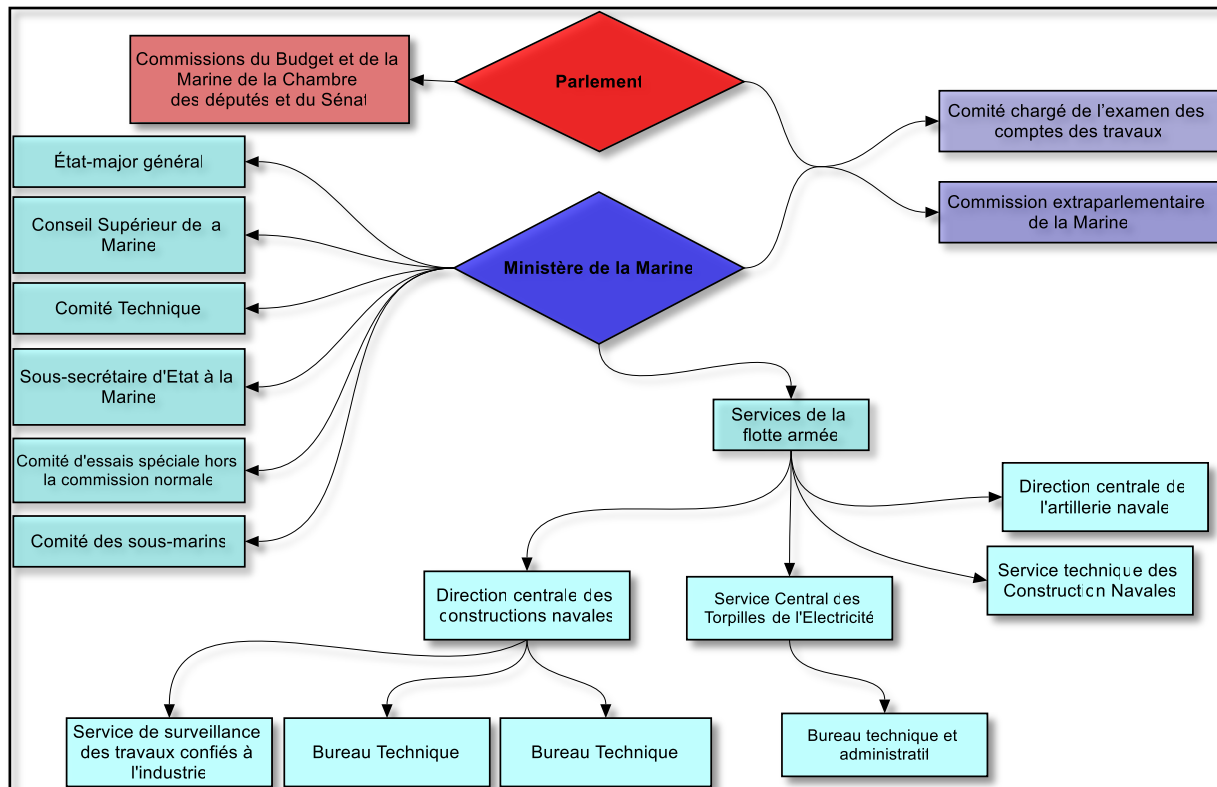 Commissions du Budget et de la
Marine de la Chambre
des députés et du Sénat
Parlement
Comité chargé de l'examen des
comptes des travaux
État-major général
Commission extraparlementaire
de la Marine
Conseil Supérieur de a
Marine
Ministère de la Marine
Comité Technique
Sous-secrétaire d'Etat à la
Marine
Services de la
flotte armée
Comité d'essais spéciale hors
la commission normale
Direction centrale de
l'artillerie navale
Comité des sous-marins
Service technique des
Construction Navales
Direction centrale des
constructions navales
Service Central des
Torpilles de l'Electricité
Service de surveillance
des travaux confiés à
l'industrie
Bureau Technique
Bureau Technique
Bureau technique et
administratif